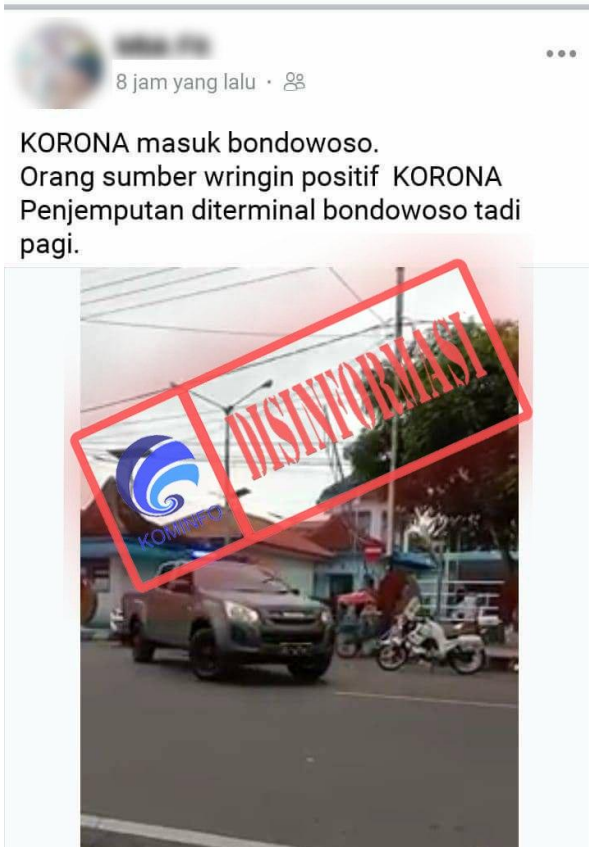 8 jam yang lalu ·
KORONA masuk bondowoso.
Orang sumber wringin positif KORONA
Penjemputan diterminal bondowoso tadi
pagi.
DISINFORMASI
KOMINFO